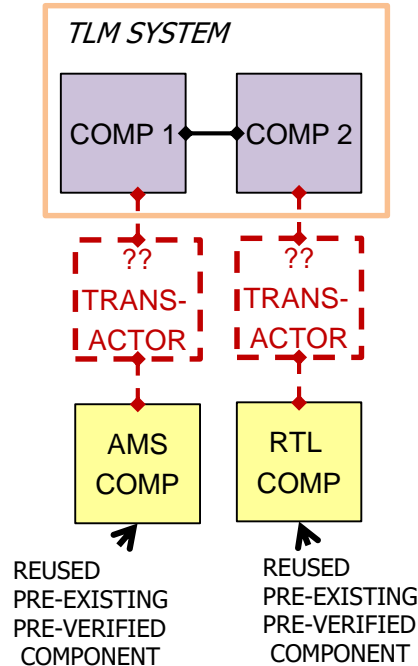 TLM SYSTEM
COMP 1
COMP 2
??
TRANS-
ACTOR
??
TRANS-
ACTOR
AMS
COMP
RTL
COMP
REUSED
PRE-EXISTING
PRE-VERIFIED
COMPONENT
REUSED
PRE-EXISTING
PRE-VERIFIED
COMPONENT